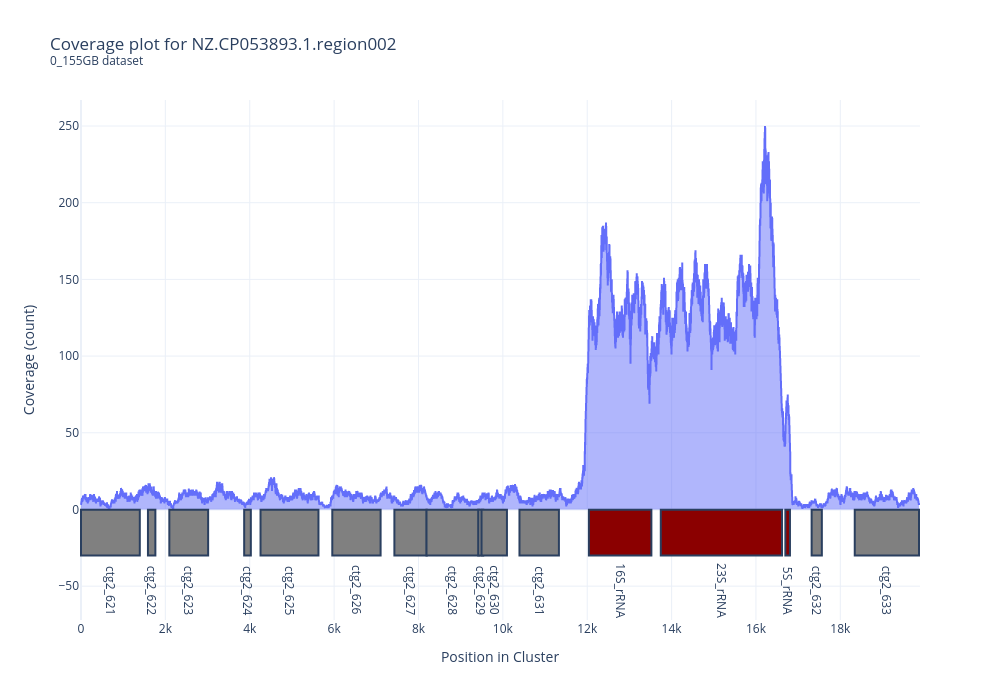 Coverage plot for NZ.CP053893.1.region002
0_155GB dataset
250
200
150
100
50
0
−50
Coverage (count)
ctg2_621
ctg2_622
ctg2_623
ctg2_624
ctg2_625
ctg2_626
ctg2_627
ctg2_628
ctg2_629
ctg2_630
ctg2_631
16S_rRNA
23S_rRNA
5S_rRNA
ctg2_632
ctg2_633
0
2k
4k
6k
8k
10k
12k
14k
16k
18k
Position in Cluster